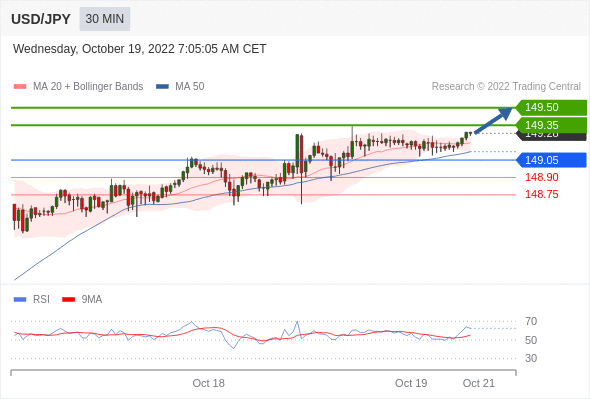 USD/JPY 30 MIN
Wednesday, October 19, 2022 7:05:05 AM CET
MA 20 + Bollinger Bands MA 50 Research © 2022 Trading Central
149.50
149.35
149.05
148.90
148.75
RSI 9MA
70
50
30
Oct 18 Oct 19 Oct 21